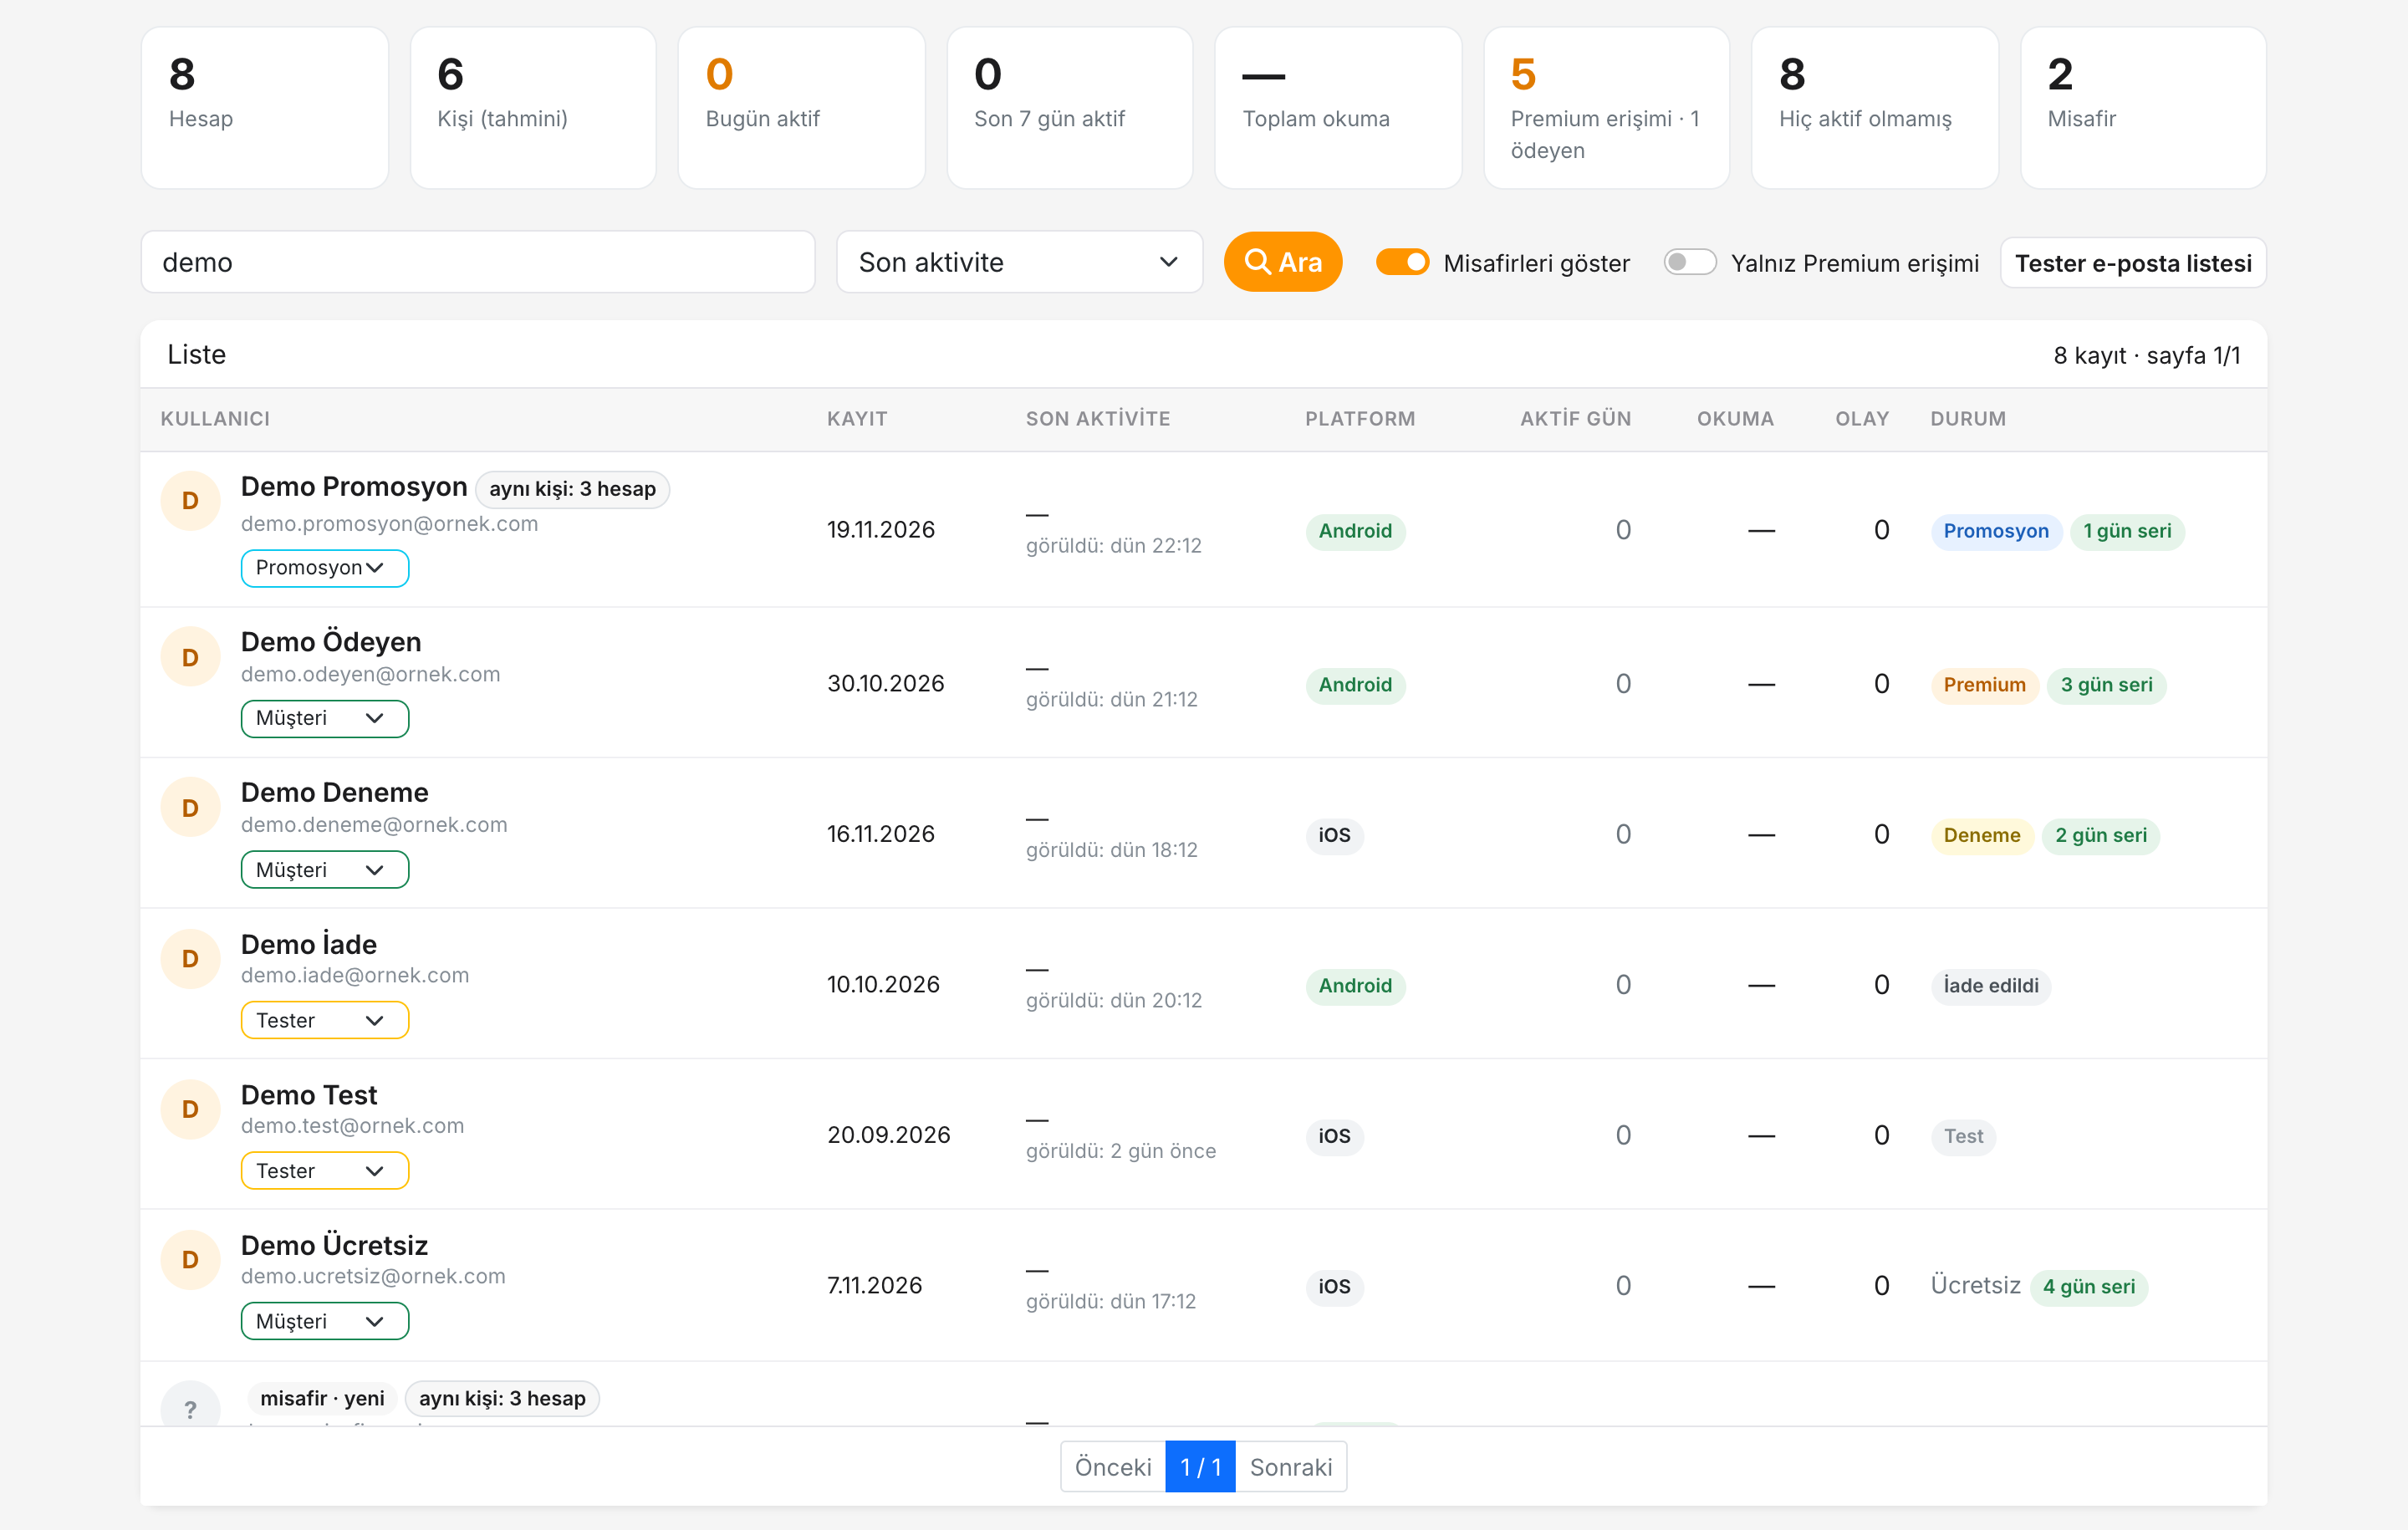 8
Hesap
6
Kişi (tahmini)
0
Bugün aktif
0
Son 7 gün aktif
—
Toplam okuma
5
Premium erişimi · 1
ödeyen
8
Hiç aktif olmamış
2
Misafir
demo
Son aktivite
Ara
Misafirleri göster
Yalnız Premium erişimi
Tester e-posta listesi
Liste
8 kayıt · sayfa 1/1
KULLANICI KAYIT SON AKTİVİTE PLATFORM AKTİF GÜN OKUMA OLAY DURUM
D
Demo Promosyon aynı kişi: 3 hesap
demo.promosyon@ornek.com
Promosyon
19.11.2026
—
görüldü: dün 22:12
Android
0
—
0
Promosyon 1 gün seri
D
Demo Ödeyen
demo.odeyen@ornek.com
Müşteri
30.10.2026
—
görüldü: dün 21:12
Android
0
—
0
Premium 3 gün seri
D
Demo Deneme
demo.deneme@ornek.com
Müşteri
16.11.2026
—
görüldü: dün 18:12
iOS
0
—
0
Deneme 2 gün seri
D
Demo İade
demo.iade@ornek.com
Tester
10.10.2026
—
görüldü: dün 20:12
Android
0
—
0
İade edildi
D
Demo Test
demo.test@ornek.com
Tester
20.09.2026
—
görüldü: 2 gün önce
iOS
0
—
0
Test
D
Demo Ücretsiz
demo.ucretsiz@ornek.com
Müşteri
7.11.2026
—
görüldü: dün 17:12
iOS
0
—
0
Ücretsiz 4 gün seri
?
misafir · yeni aynı kişi: 3 hesap
—
Önceki 1 / 1 Sonraki